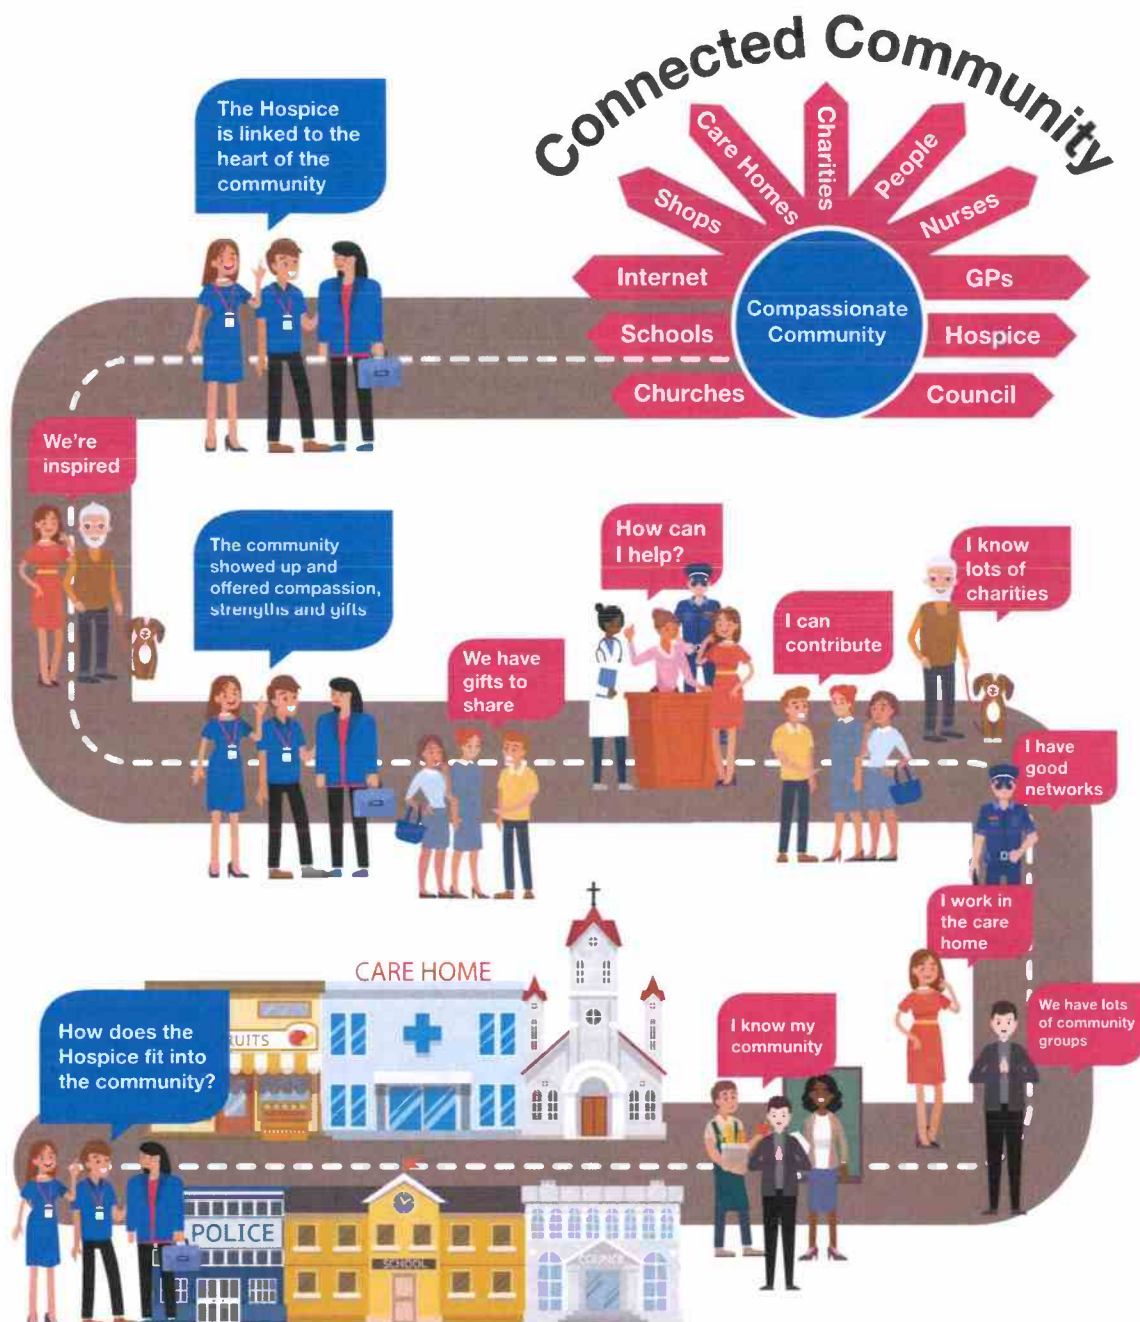 Connected Community
The Hospice
is linked to the
heart of the
community
Charities
Care Homes
People
Shops
Nurses
Internet
GPs
Compassionate
Community
Schools
Hospice
Churches
Council
We're
inspired
The community
showed up and
offered compassion,
strengths and gifts
How can
I help?
I know
lots of
charities
I can
contribute
We have
gifts to
share
I have
good
networks
I work in
the care
home
CARE HOME
How does the
Hospice fit into
the community?
RUITS
I know my
community
We have lots
of community
groups
POLICE
SCHOOL
COUNCIL